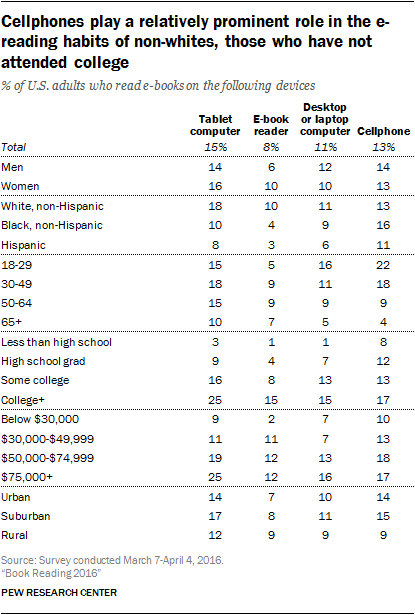 Cellphones play a relatively prominent role in the e-
reading habits of non-whites, those who have not
attended college
% of U.S. adults who read e-books on the following devices
Tablet computer E-book reader Desktop or laptop computer Cellphone
Total 15% 8% 11% 13%
Men 14 6 12 14
Women 16 10 10 13
White, non-Hispanic 18 10 11 13
Black, non-Hispanic 10 4 9 16
Hispanic 8 3 6 11
18-29 15 5 16 22
30-49 18 9 11 18
50-64 15 9 9 9
65+ 10 7 5 4
Less than high school 3 1 1 8
High school grad 9 4 7 12
Some college 16 8 13 13
College+ 25 15 15 17
Below $30,000 9 2 7 10
$30,000-$49,999 11 11 7 13
$50,000-$74,999 19 12 13 18
$75,000+ 25 12 16 17
Urban 14 7 10 14
Suburban 17 8 11 15
Rural 12 9 9 9
Source: Survey conducted March 7-April 4, 2016.
“Book Reading 2016”
PEW RESEARCH CENTER